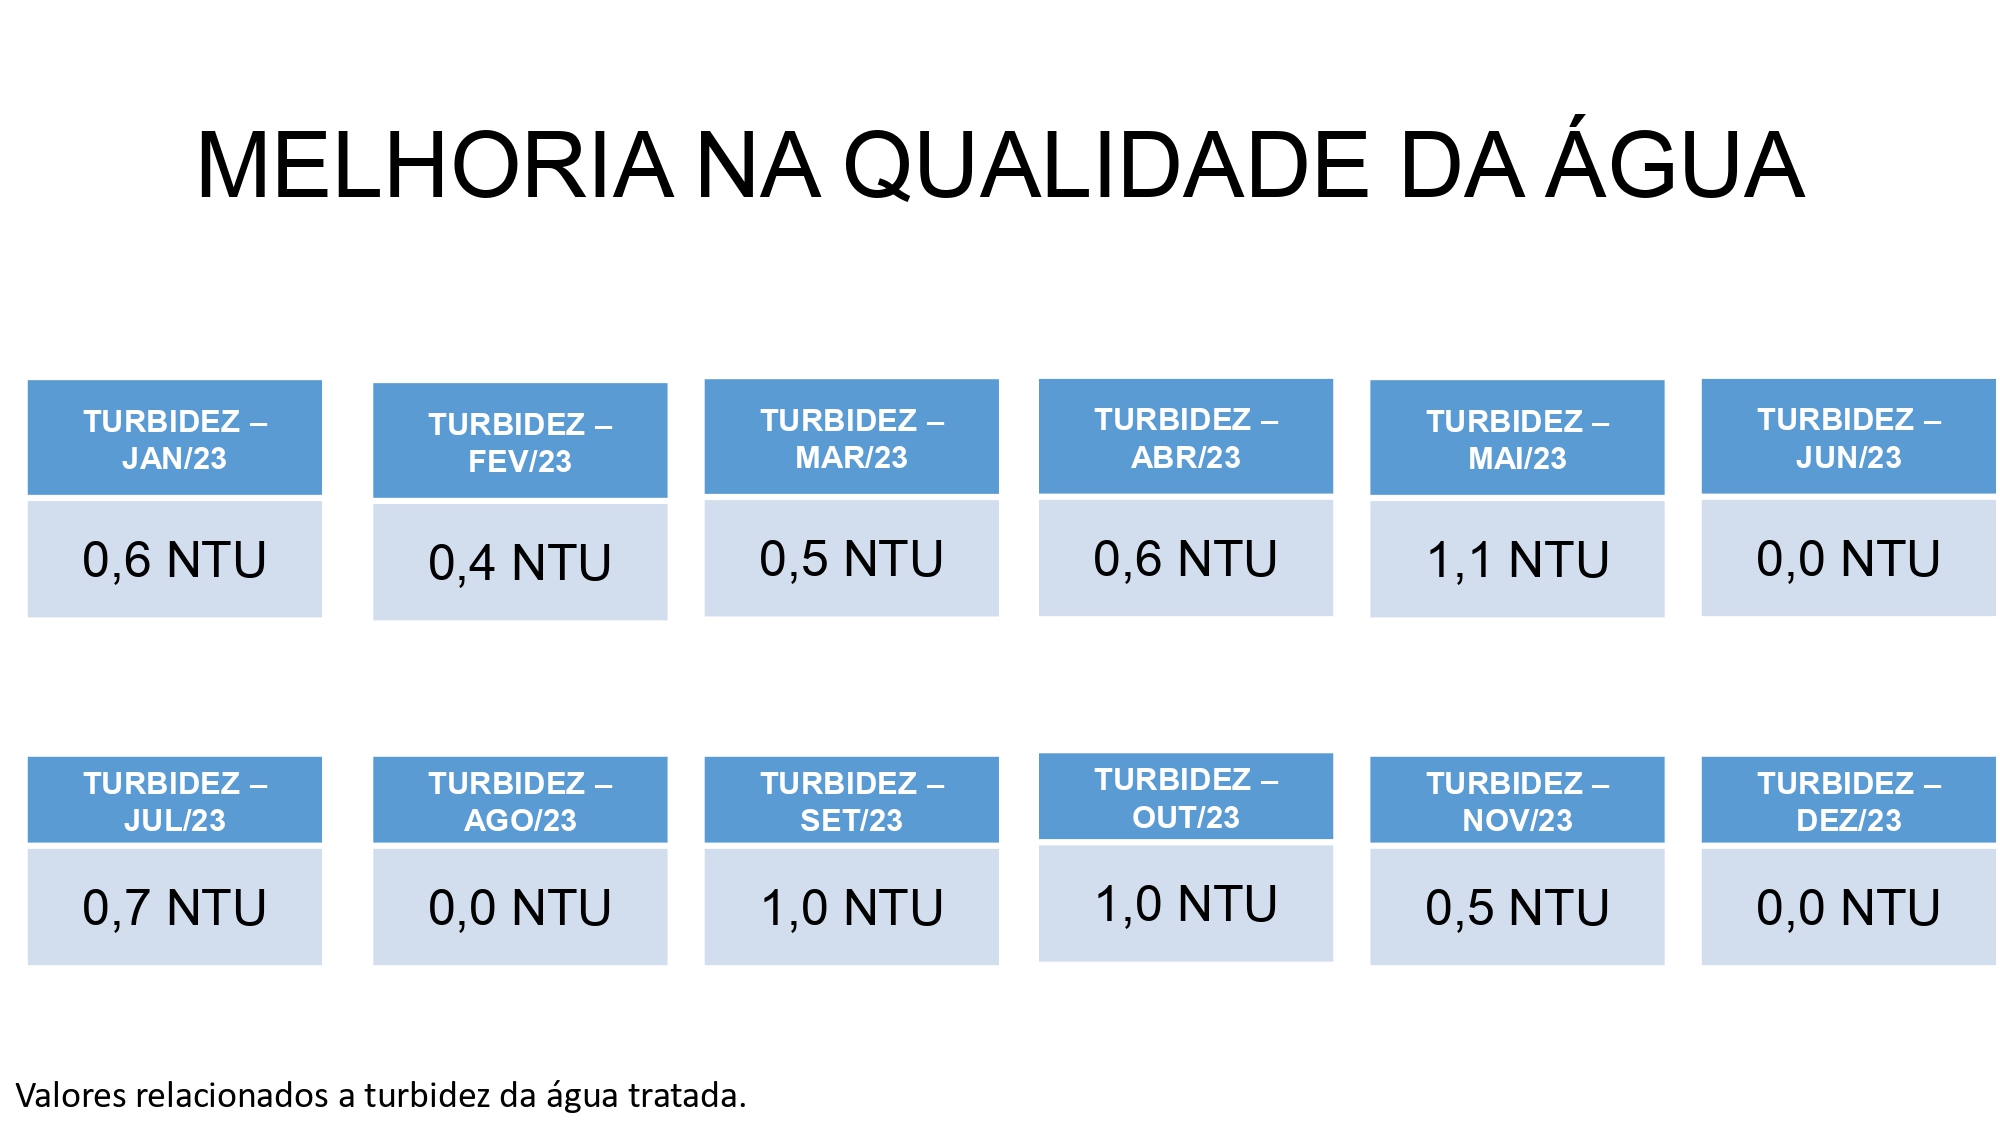 MELHORIA NA QUALIDADE DA ÁGUA
TURBIDEZ –
JAN/23
0,6 NTU
TURBIDEZ –
FEV/23
0,4 NTU
TURBIDEZ –
MAR/23
0,5 NTU
TURBIDEZ –
ABR/23
0,6 NTU
TURBIDEZ –
MAI/23
1,1 NTU
TURBIDEZ –
JUN/23
0,0 NTU
TURBIDEZ –
JUL/23
0,7 NTU
TURBIDEZ –
AGO/23
0,0 NTU
TURBIDEZ –
SET/23
1,0 NTU
TURBIDEZ –
OUT/23
1,0 NTU
TURBIDEZ –
NOV/23
0,5 NTU
TURBIDEZ –
DEZ/23
0,0 NTU
Valores relacionados a turbidez da água tratada.